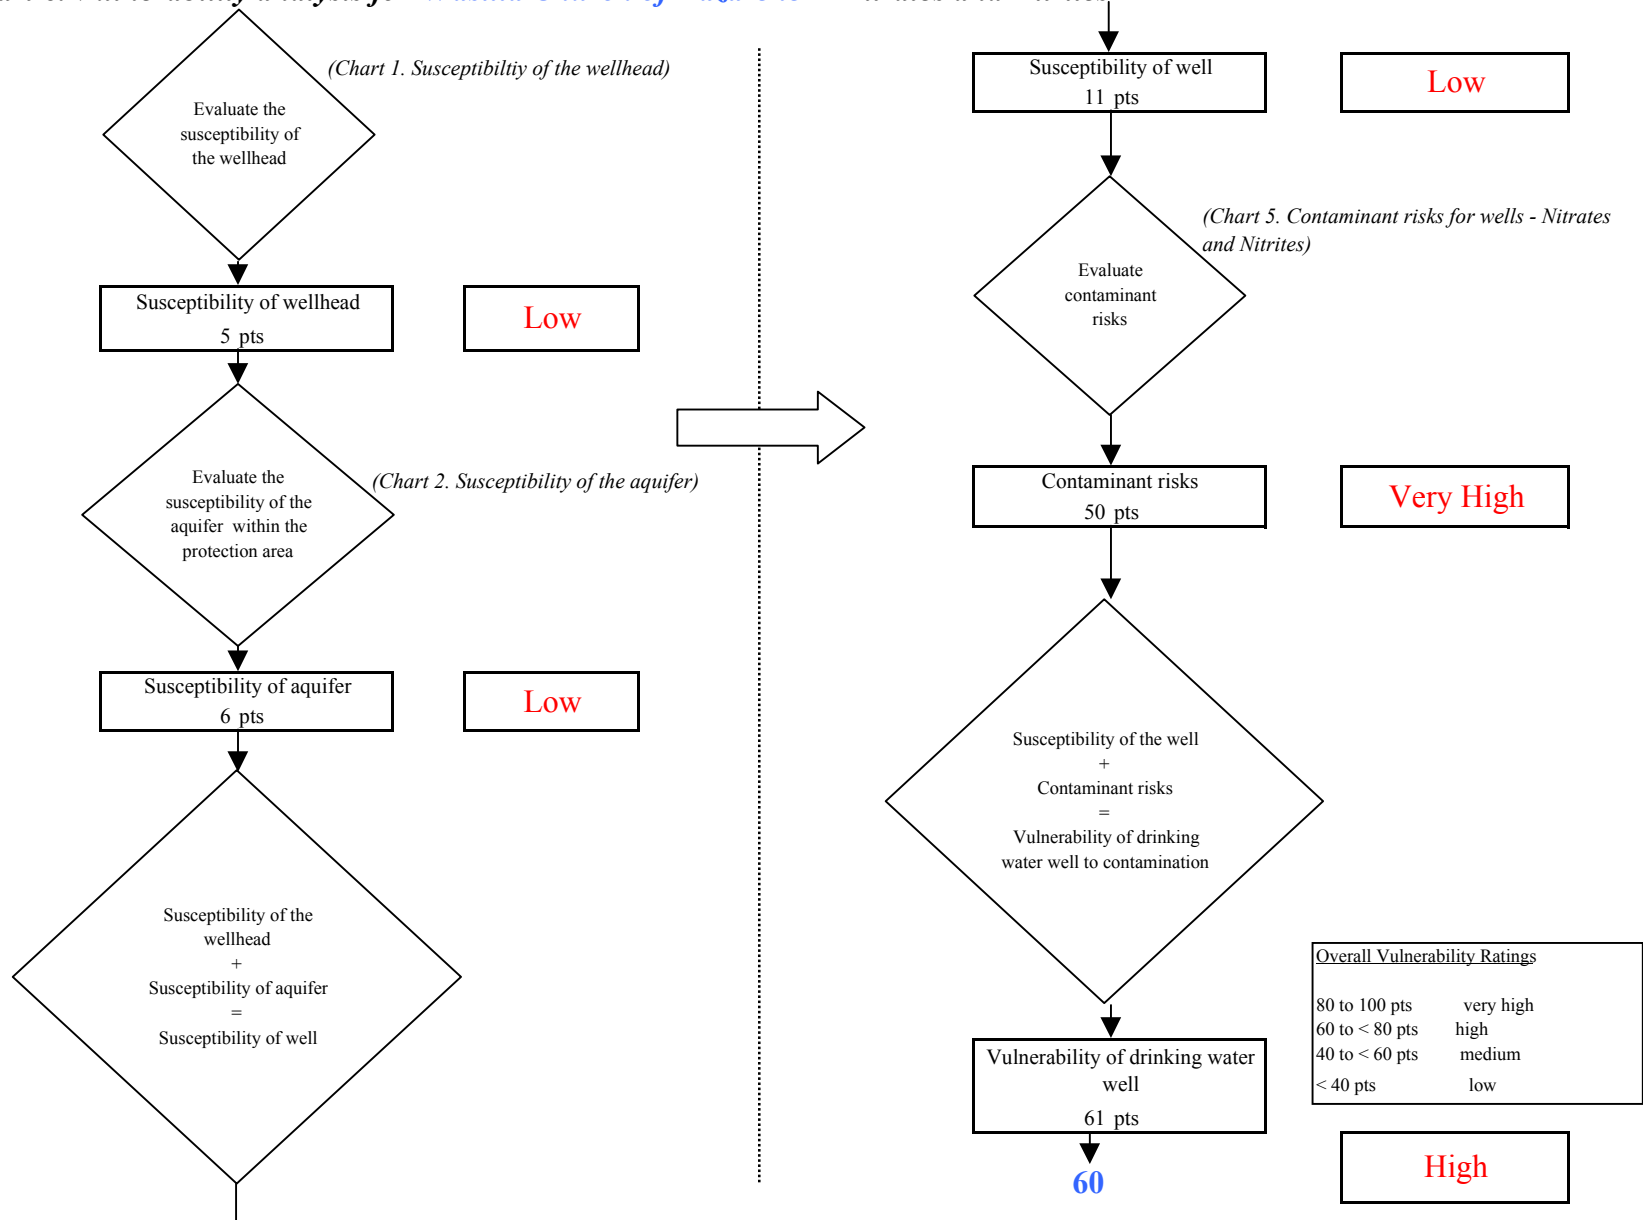 (Chart 1. Susceptibiltiy of the wellhead)
Evaluate the
susceptibility of
the wellhead
Susceptibility of wellhead
5 pts
Low
Evaluate the
susceptibility of the
aquifer within the
protection area
(Chart 2. Susceptibility of the aquifer)
Susceptibility of aquifer
6 pts
Low
Susceptibility of the
wellhead
+
Susceptibility of aquifer
=
Susceptibility of well
Susceptibility of well
11 pts
Low
(Chart 5. Contaminant risks for wells - Nitrates
and Nitrites)
Evaluate
contaminant
risks
Contaminant risks
50 pts
Very High
Susceptibility of the well
+
Contaminant risks
=
Vulnerability of drinking
water well to contamination
Overall Vulnerability Ratings
80 to 100 pts very high
60 to < 80 pts high
40 to < 60 pts medium
< 40 pts low
Vulnerability of drinking water
well
61 pts
60
High